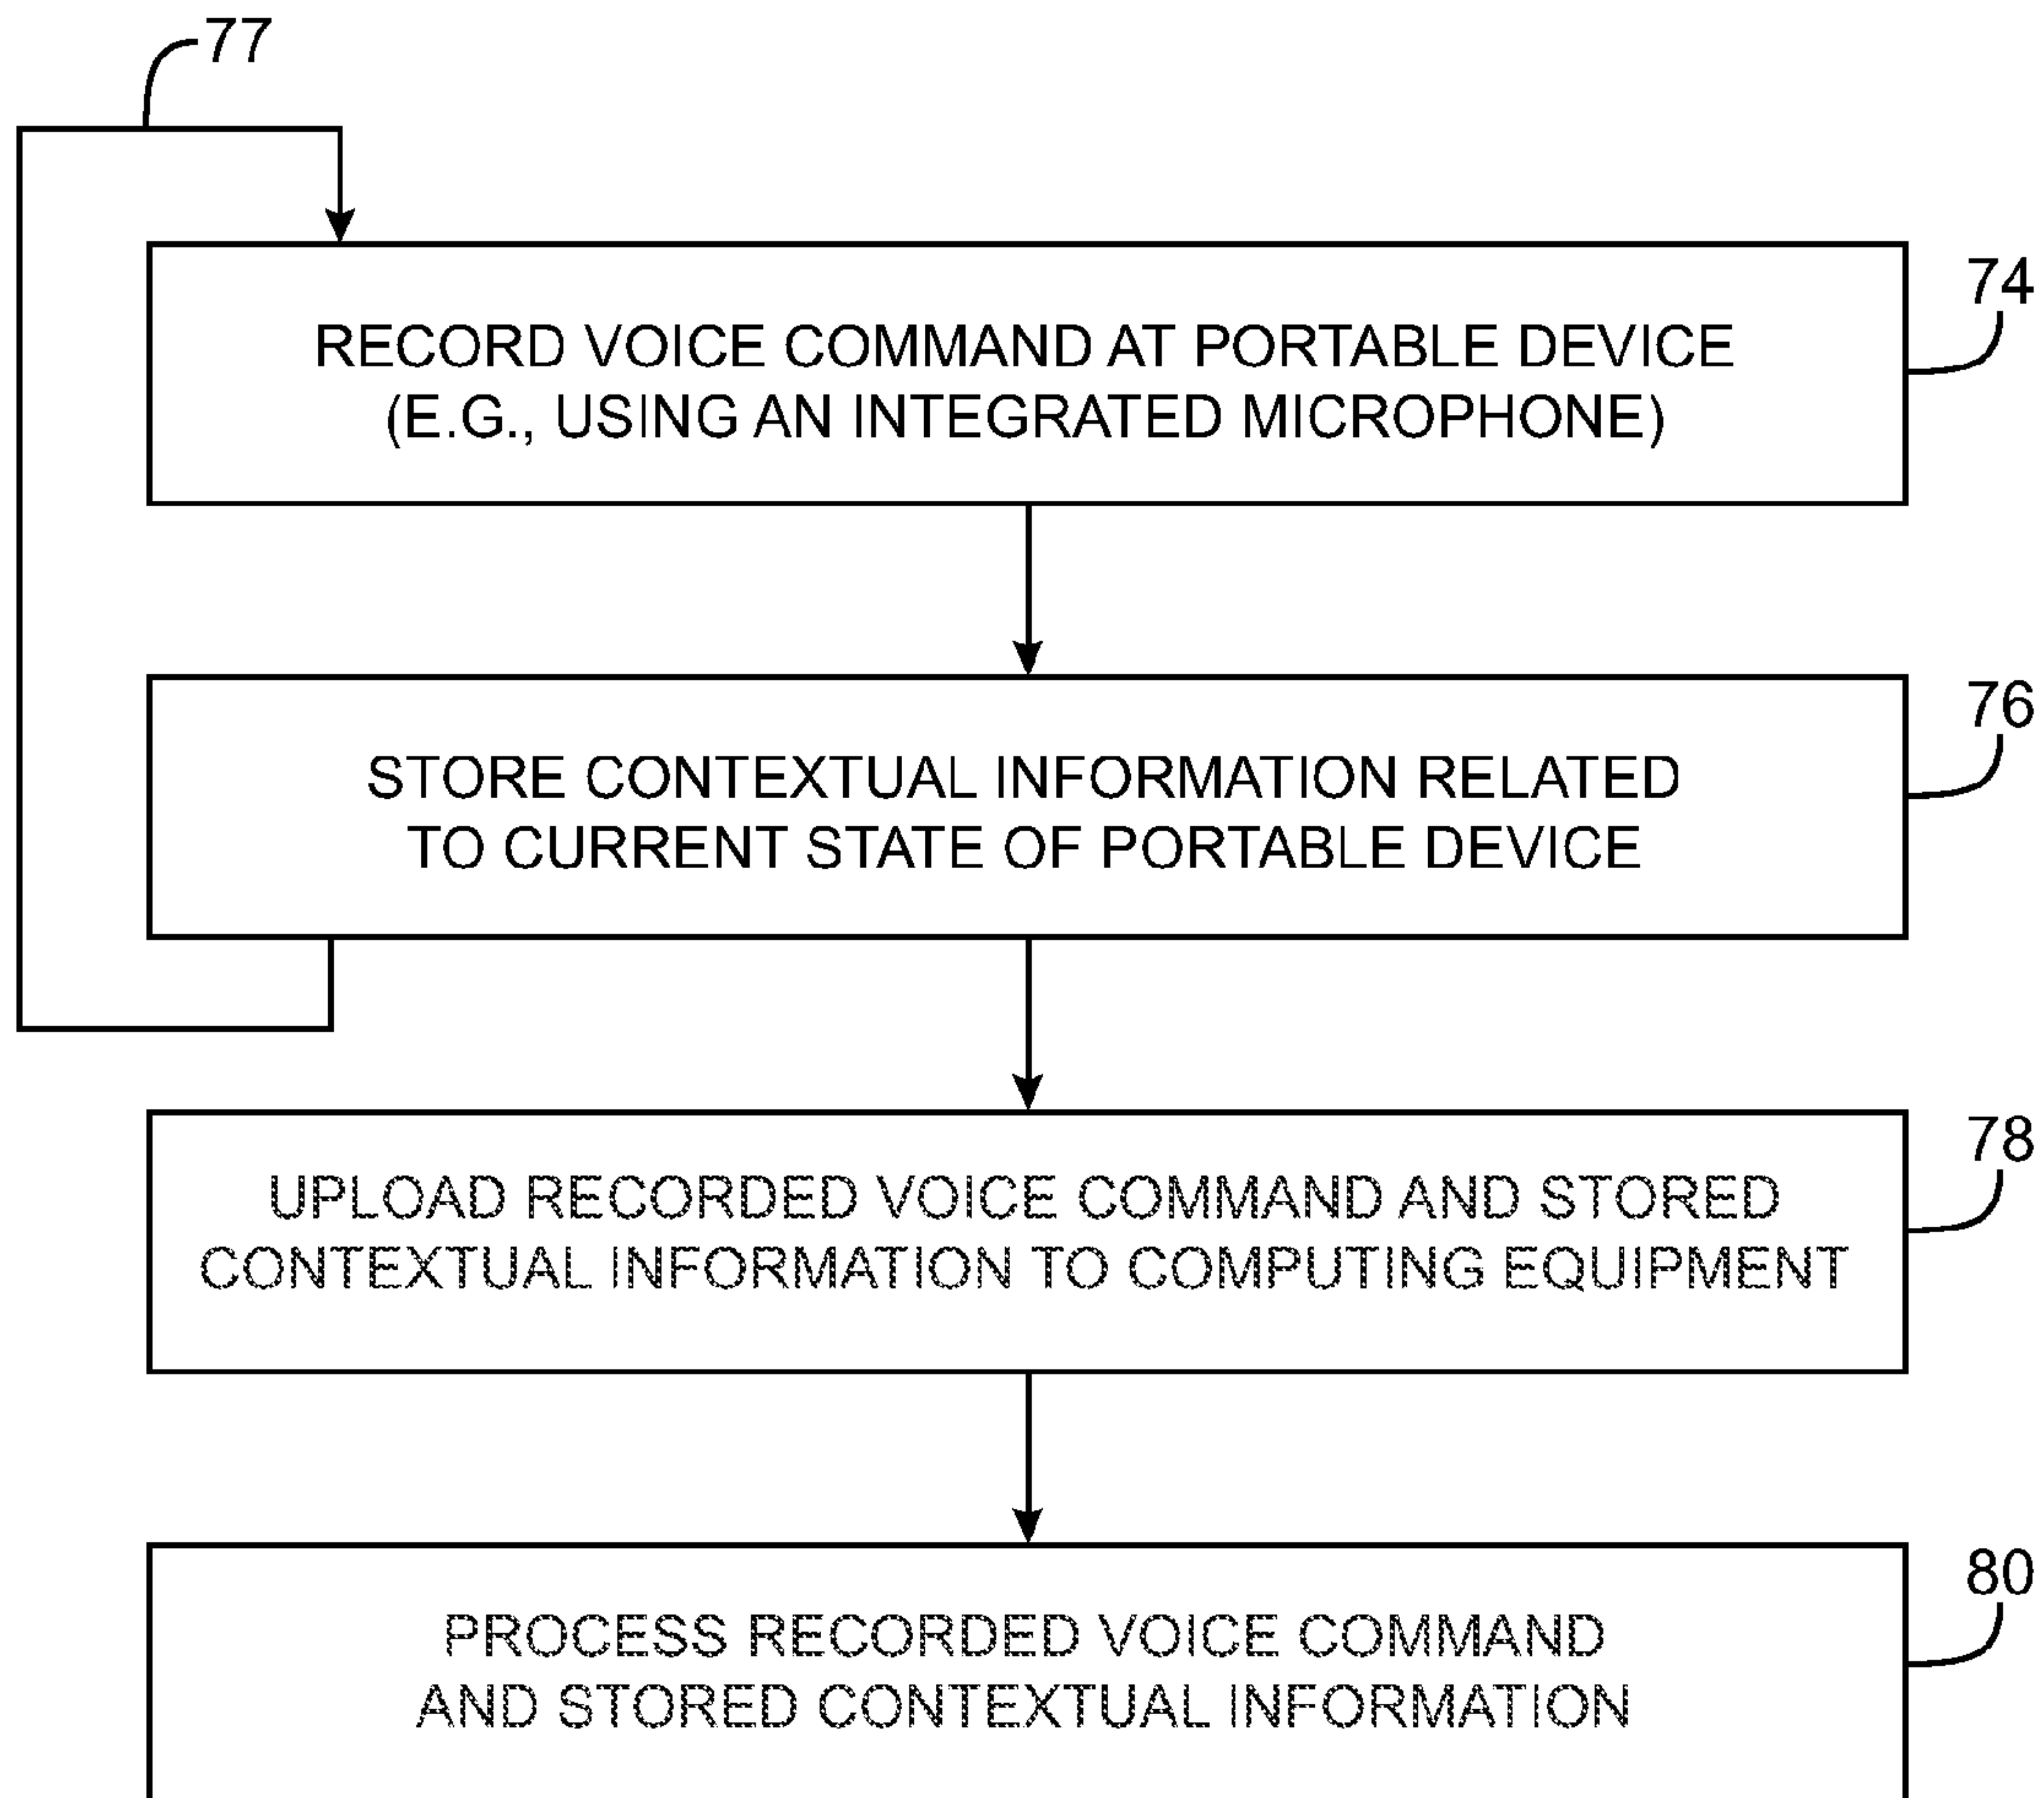 77
74
RECORD VOICE COMMAND AT PORTABLE DEVICE
(E.G., USING AN INTEGRATED MICROPHONE)
76
STORE CONTEXTUAL INFORMATION RELATED
TO CURRENT STATE OF PORTABLE DEVICE
78
UPLOAD RECORDED VOICE COMMAND AND STORED
CONTEXTUAL INFORMATION TO COMPUTING EQUIPMENT
80
PROCESS RECORDED VOICE COMMAND
AND STORED CONTEXTUAL INFORMATION